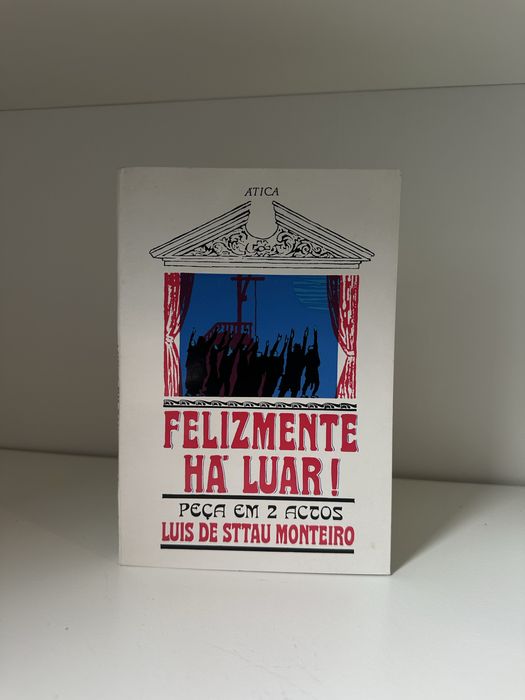 ATICA
FELIZMENTE
HÁ LUAR!
PEÇA EM 2 ACTOS
LUIS DE STTAU MONTEIRO